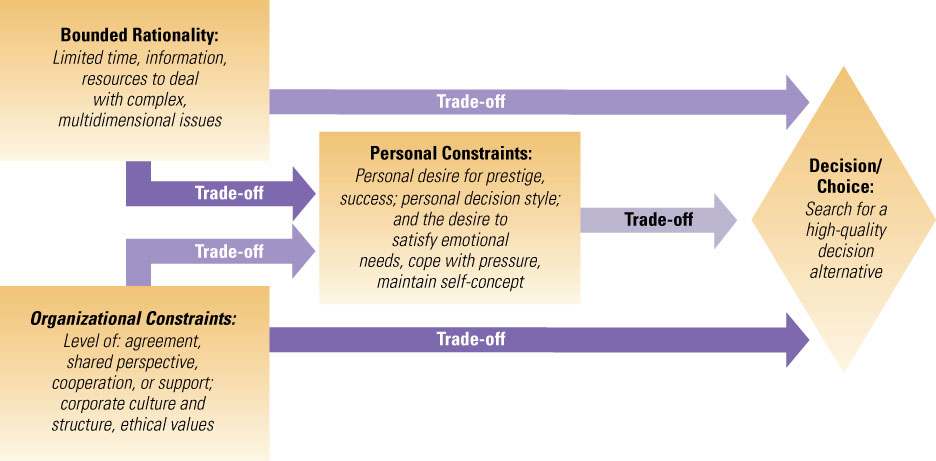 Bounded Rationality:
Limited time, information,
resources to deal
with complex,
multidimensional issues
Trade-off
Trade-off
Personal Constraints:
Personal desire for prestige,
success; personal decision style;
and the desire to
satisfy emotional
needs, cope with pressure,
maintain self-concept
Trade-off
Trade-off
Organizational Constraints:
Level of: agreement,
shared perspective,
cooperation, or support;
corporate culture and
structure, ethical values
Trade-off
Decision/
Choice:
Search for a
high-quality
decision
alternative